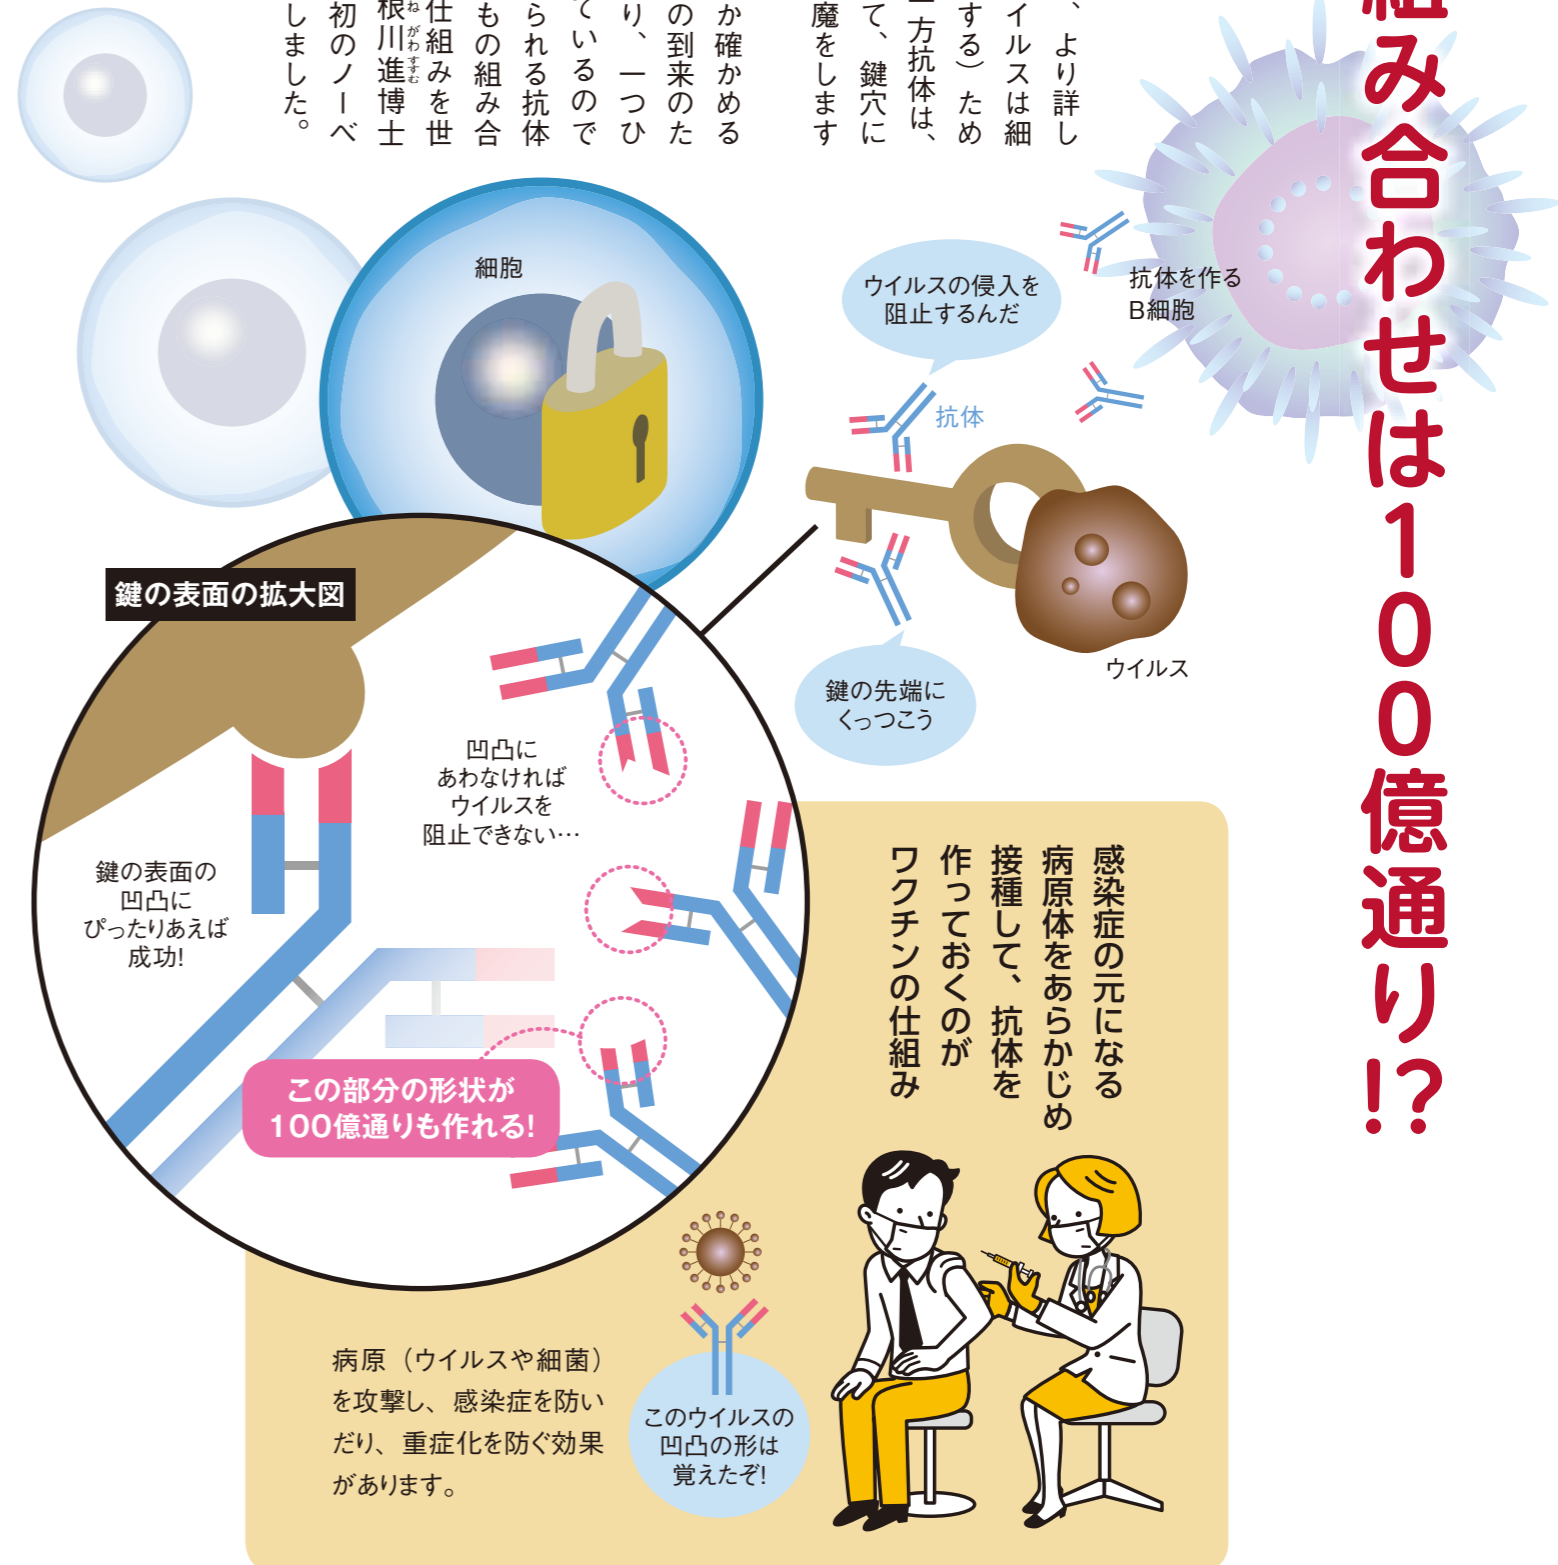 組み合わせは100億通り!?
、より詳し
イルスは細
する）ため
一方抗体は、
て、鍵穴に
魔をします
か確かめる
の到来のた
り、一つひ
ているので
られる抗体
もの組み合
仕組みを世
根川進博士
ねがわすすむ
初のノーベ
しました。
細胞
ウイルスの侵入を
阻止するんだ
抗体を作る
B細胞
抗体
ウイルス
鍵の先端に
くっつこう
鍵の表面の拡大図
凹凸に
あわなければ
ウイルスを
阻止できない…
鍵の表面の
凹凸に
ぴったりあえば
成功!
この部分の形状が
100億通りも作れる!
感染症の元になる
病原体をあらかじめ
接種して、抗体を
作っておくのが
ワクチンの仕組み
病原（ウイルスや細菌）
を攻撃し、感染症を防い
だり、重症化を防ぐ効果
があります。
このウイルスの
凹凸の形は
覚えたぞ!